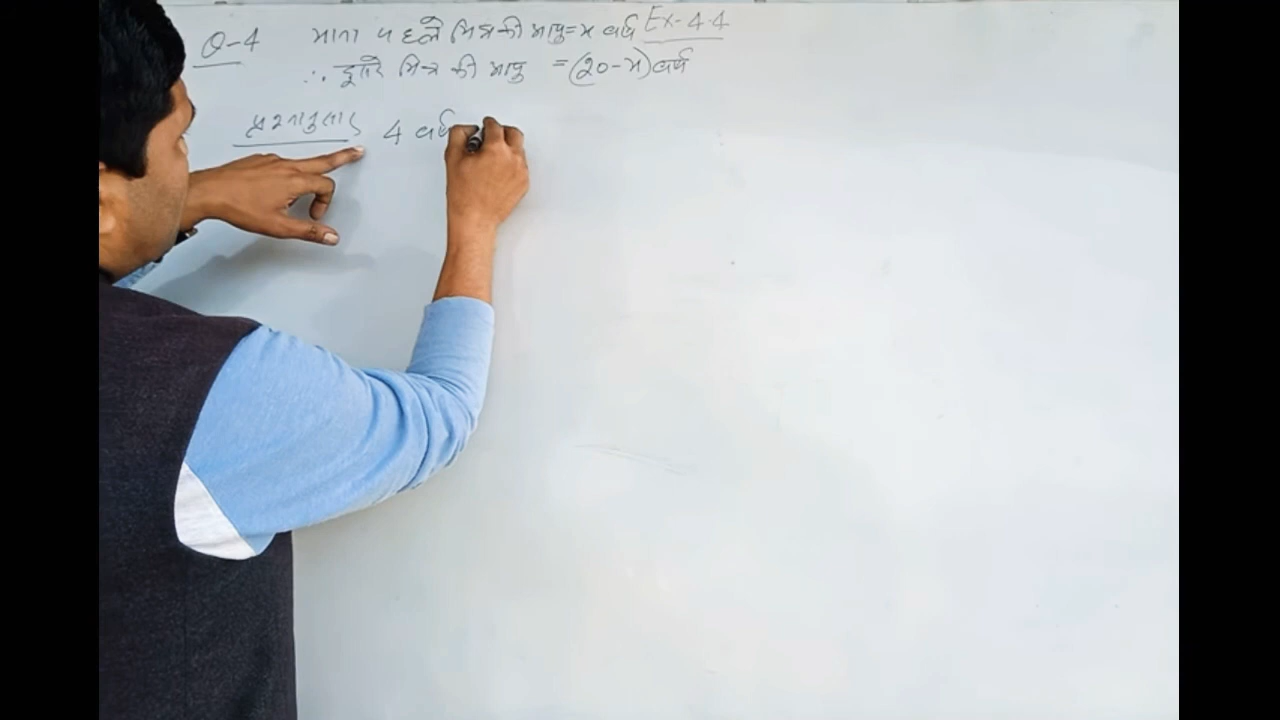 Q-4 माना पहले मित्र की आयु = x वर्ष Ex-4.4
∴ दूसरे मित्र की आयु = (20-x) वर्ष
प्रश्नानुसार 4 वर्ष